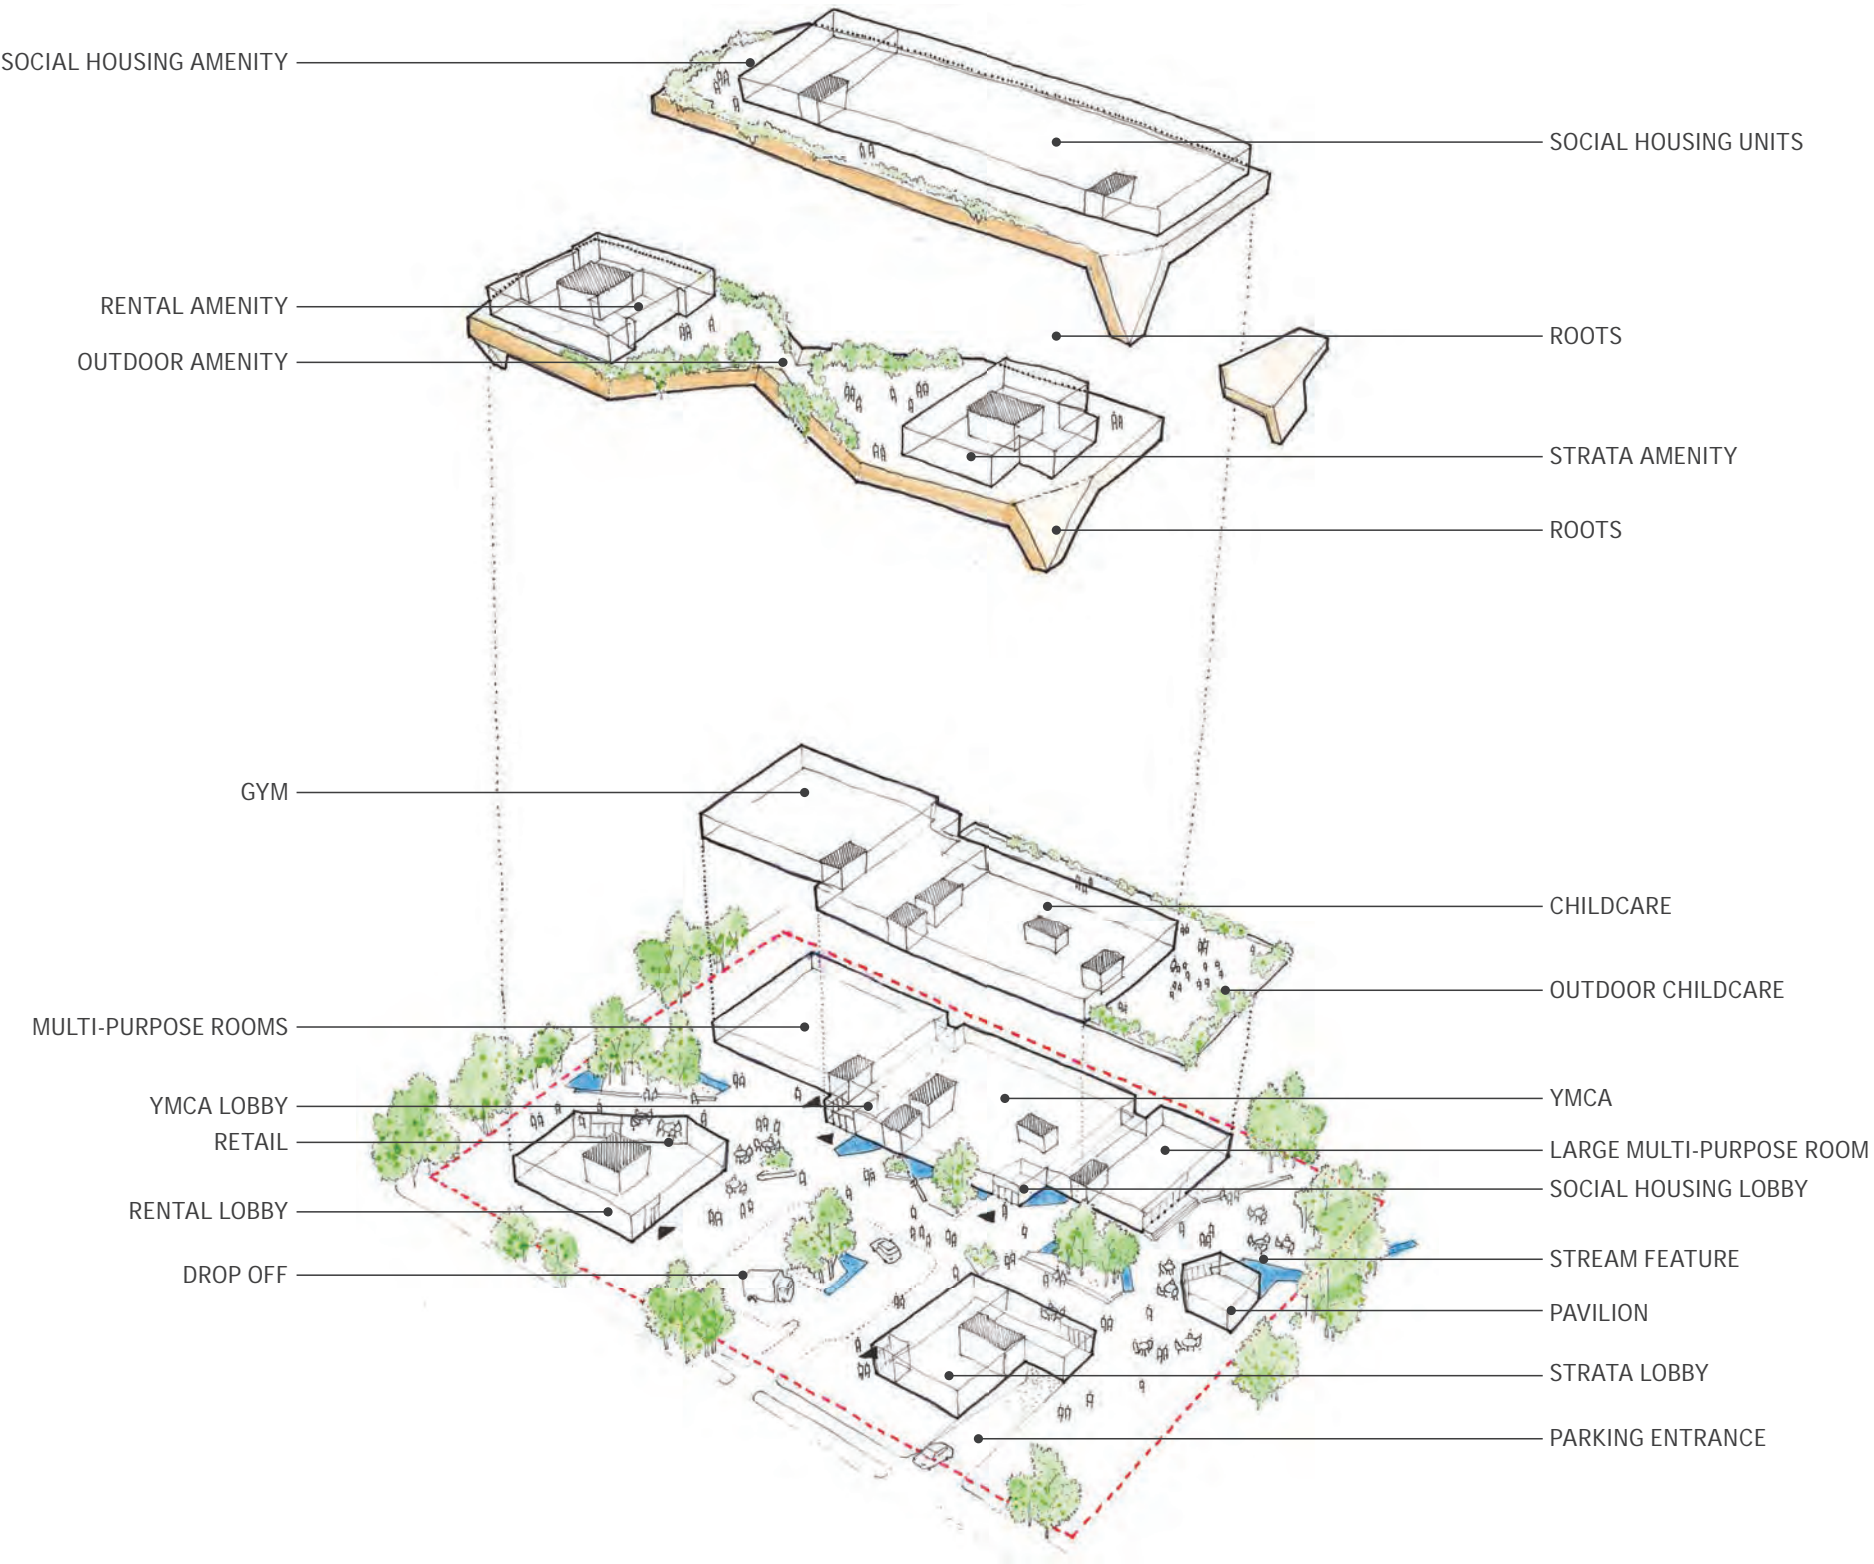 SOCIAL HOUSING AMENITY
SOCIAL HOUSING UNITS
RENTAL AMENITY
ROOTS
OUTDOOR AMENITY
STRATA AMENITY
ROOTS
GYM
CHILDCARE
OUTDOOR CHILDCARE
MULTI-PURPOSE ROOMS
YMCA
YMCA LOBBY
RETAIL
LARGE MULTI-PURPOSE ROOM
SOCIAL HOUSING LOBBY
RENTAL LOBBY
STREAM FEATURE
DROP OFF
PAVILION
STRATA LOBBY
PARKING ENTRANCE